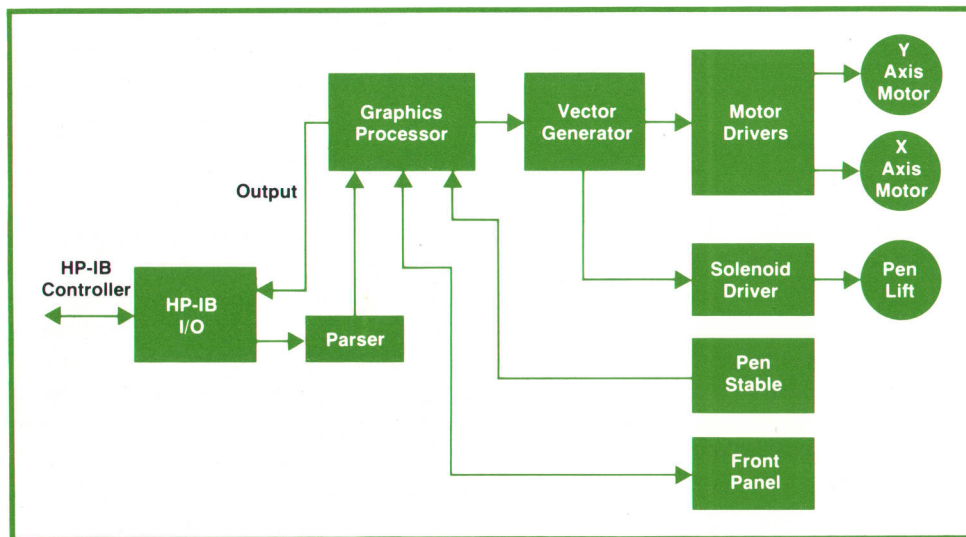 Y
Axis
Motor
Graphics
Processor
Vector
Generator
Motor
Drivers
X
Axis
Motor
Output
HP-IB
Controller
HP-IB
I/O
Parser
Solenoid
Driver
Pen
Lift
Pen
Stable
Front
Panel